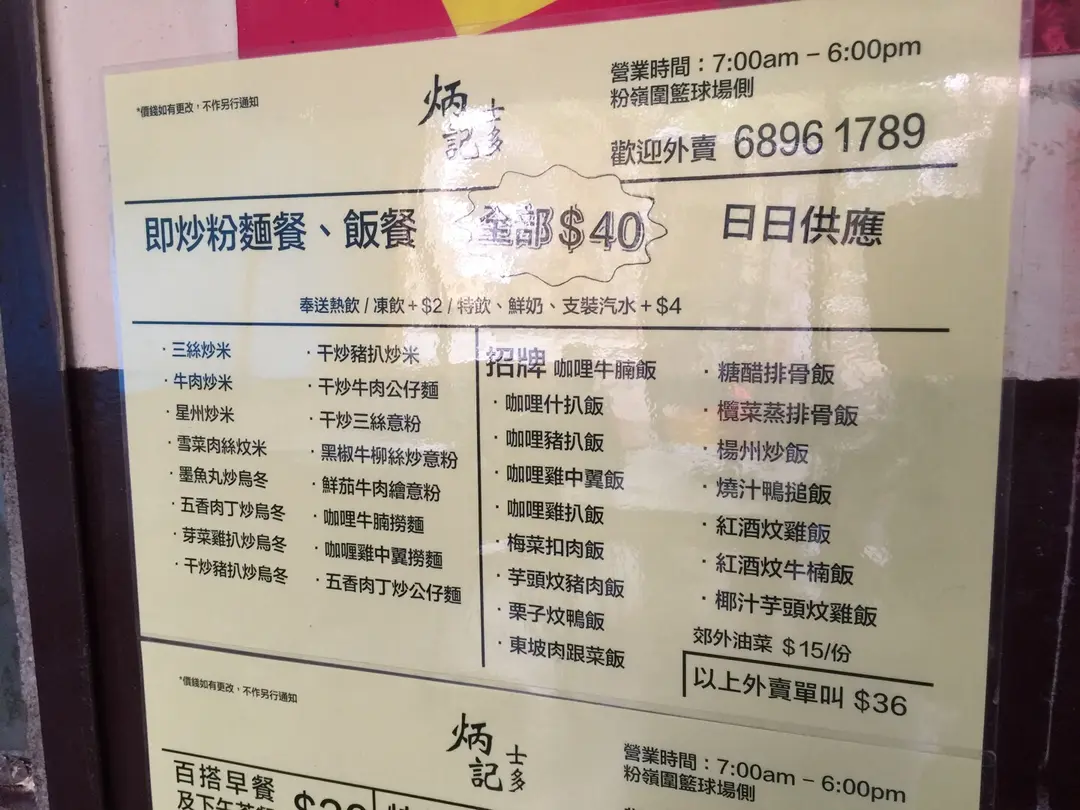 *價錢如有更改，不作另行通知
炳記士多
營業時間：7:00am – 6:00pm
粉嶺圍籃球場側
歡迎外賣 6896 1789
即炒粉麵餐、飯餐
全部$40
日日供應
奉送熱飲 / 凍飲+$2 / 特飲、鮮奶、支裝汽水+$4
·三絲炒米
·牛肉炒米
·星州炒米
·雪菜肉絲炆米
·墨魚丸炒烏冬
·五香肉丁炒烏冬
·芽菜雞扒炒烏冬
·干炒豬扒炒烏冬
·干炒豬扒炒米
·干炒牛肉公仔麵
·干炒三絲意粉
·黑椒牛柳絲炒意粉
·鮮茄牛肉繪意粉
·咖哩牛腩撈麵
·咖喱雞中翼撈麵
·五香肉丁炒公仔麵
招牌 咖哩牛腩飯
·咖哩什扒飯
·咖哩豬扒飯
·咖哩雞中翼飯
·咖哩雞扒飯
·梅菜扣肉飯
·芋頭炆豬肉飯
·栗子炆鴨飯
·東坡肉跟菜飯
·糖醋排骨飯
·欖菜蒸排骨飯
·楊州炒飯
·燒汁鴨搥飯
·紅酒炆雞飯
·紅酒炆牛楠飯
·椰汁芋頭炆雞飯
郊外油菜 $15/份
以上外賣單叫 $36
*價錢如有更改，不作另行通知
炳記士多
營業時間：7:00am – 6:00pm
粉嶺圍籃球場側
百搭早餐
及下午茶